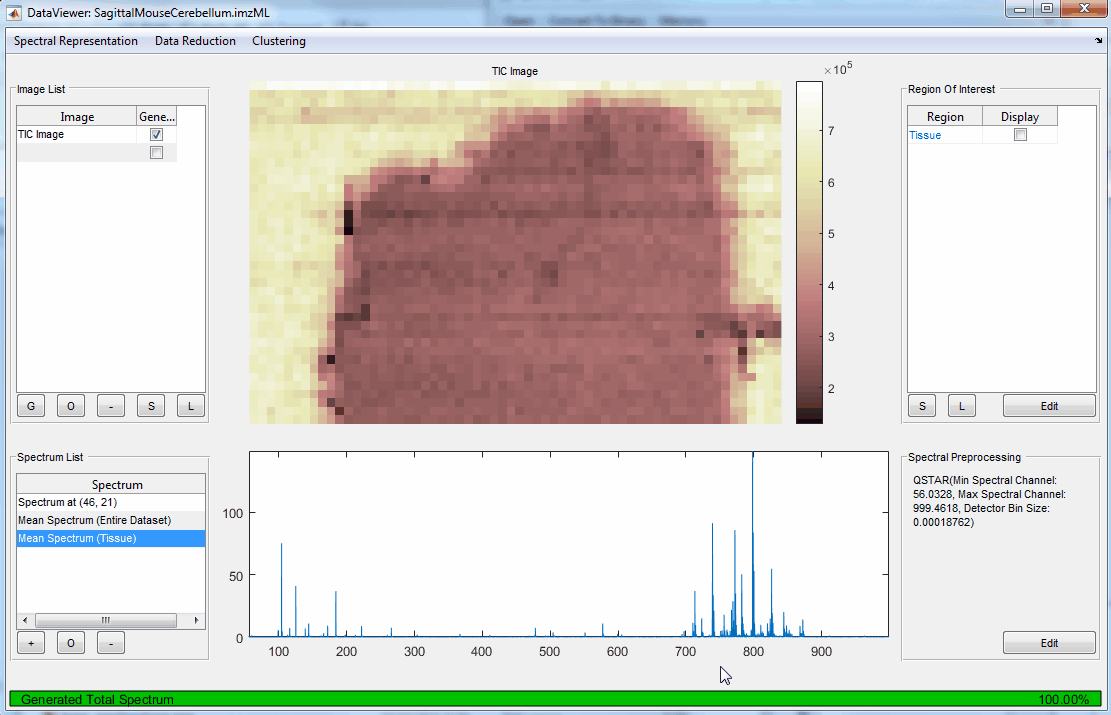 DataViewer: SagittalMouseCerebellum.imzML
Spectral Representation Data Reduction Clustering
Image List
Image Gene...
TIC Image
G O - S L
TIC Image
×10^5
7
6
5
4
3
2
Region Of Interest
Region Display
Tissue
S L Edit
Spectrum List
Spectrum
Spectrum at (46, 21)
Mean Spectrum (Entire Dataset)
Mean Spectrum (Tissue)
+ O -
100
50
0
100 200 300 400 500 600 700 800 900
Spectral Preprocessing
QSTAR(Min Spectral Channel:
56.0328, Max Spectral Channel:
999.4618, Detector Bin Size:
0.00018762)
Edit
Generated Total Spectrum 100.00%